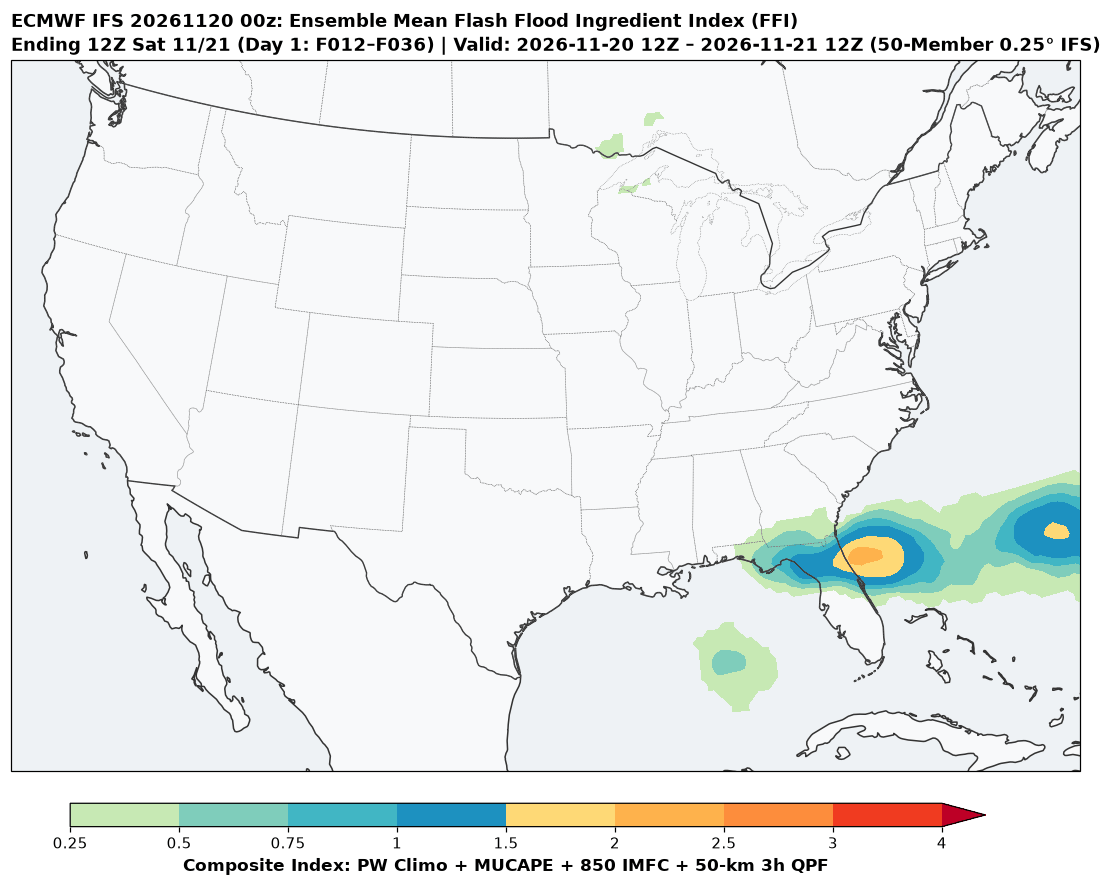 ECMWF IFS 20261120 00z: Ensemble Mean Flash Flood Ingredient Index (FFI)
Ending 12Z Sat 11/21 (Day 1: F012–F036) | Valid: 2026-11-20 12Z – 2026-11-21 12Z (50-Member 0.25° IFS)
0.25 0.5 0.75 1 1.5 2 2.5 3 4
Composite Index: PW Climo + MUCAPE + 850 IMFC + 50-km 3h QPF